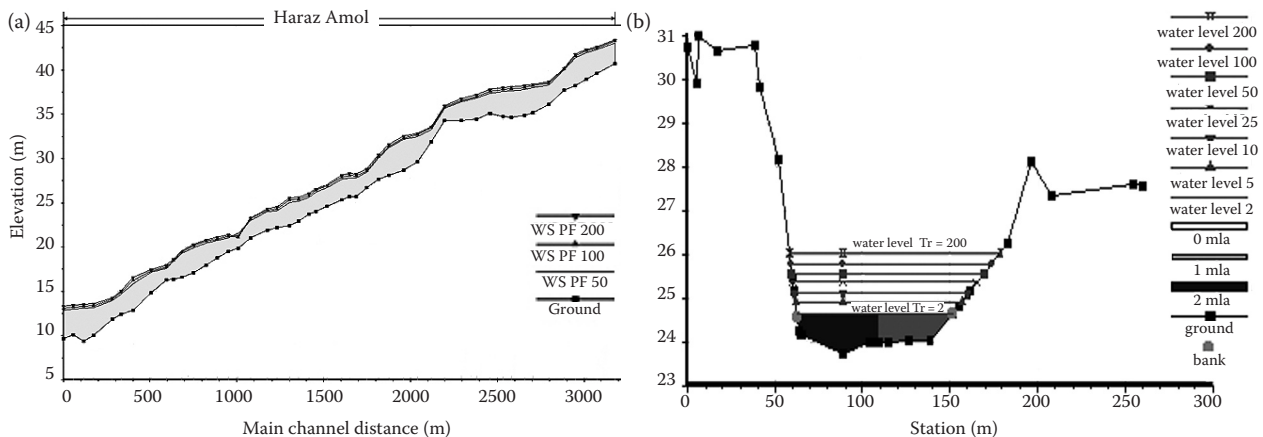 (a)
Haraz Amol
45
40
35
30
25
20
15
10
5
Elevation (m)
0
500
1000
1500
2000
2500
3000
Main channel distance (m)
WS PF 200
WS PF 100
WS PF 50
Ground
(b)
31
30
28
29
27
26
25
24
23
0
50
100
150
200
250
300
Station (m)
water level Tr = 200
water level Tr = 2
water level 200
water level 100
water level 50
water level 25
water level 10
water level 5
water level 2
0 mla
1 mla
2 mla
ground
bank